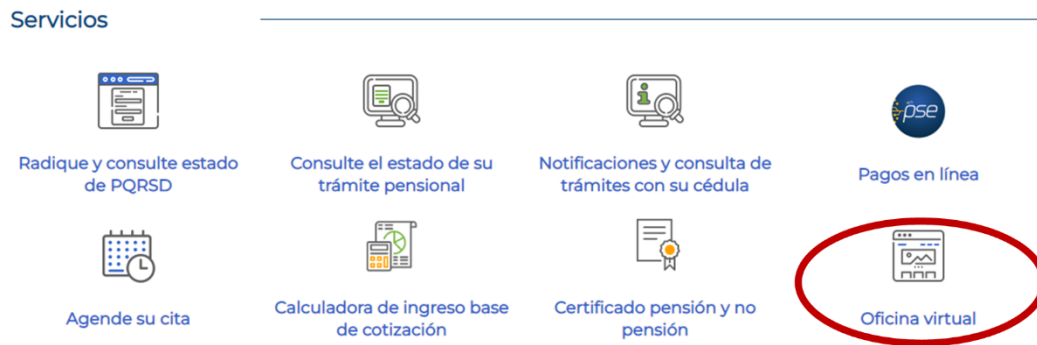 Servicios
Radique y consulte estado
de PQRSD
Consulte el estado de su
trámite pensional
Notificaciones y consulta de
trámites con su cédula
pse
Pagos en línea
Agende su cita
Calculadora de ingreso base
de cotización
Certificado pensión y no
pensión
Oficina virtual